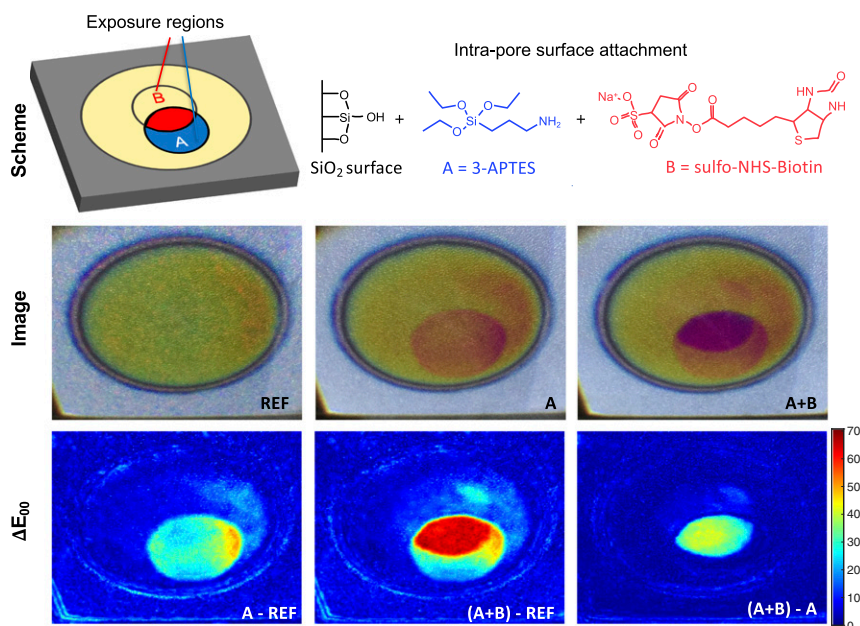 Exposure regions
Intra-pore surface attachment
Scheme
B
A
O
O
Si
OH
SiO₂ surface
+
O
O
O
Si
NH₂
A = 3-APTES
+
Na⁺
⁻O
O
S
O
O
N
O
O
O
HN
O
NH
S
B = sulfo-NHS-Biotin
Image
REF
A
A+B
ΔE₀₀
A - REF
(A+B) - REF
(A+B) - A
70
60
50
40
30
20
10
0